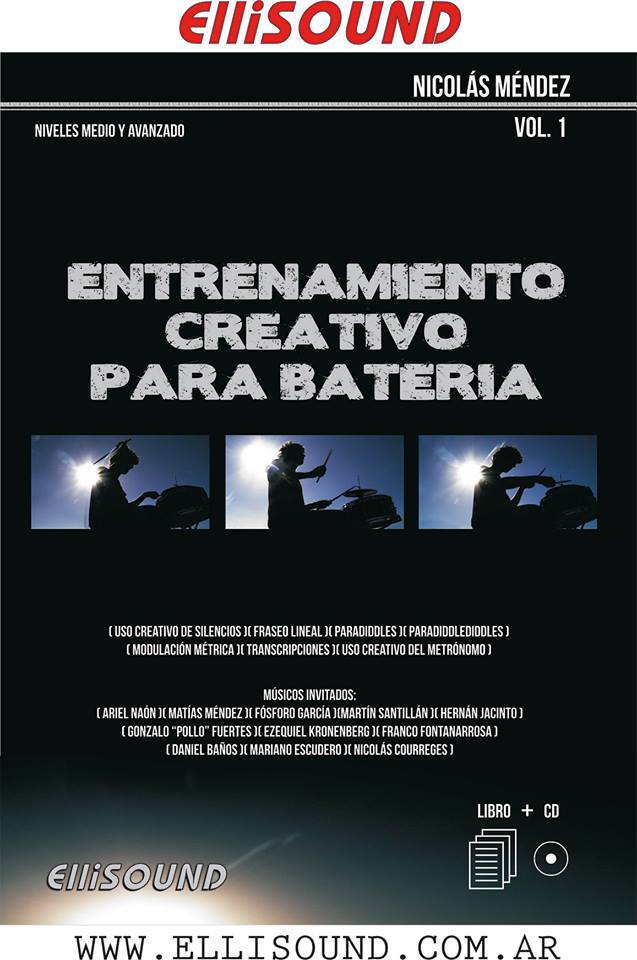 ElliSOUND
NICOLÁS MÉNDEZ
NIVELES MEDIO Y AVANZADO
VOL. 1
ENTRENAMIENTO
CREATIVO
PARA BATERIA
( USO CREATIVO DE SILENCIOS )( FRASEO LINEAL )( PARADIDDLES )( PARADIDDLEDIDDLES )
( MODULACIÓN MÉTRICA )( TRANSCRIPCIONES )( USO CREATIVO DEL METRÓNOMO )
MÚSICOS INVITADOS:
( ARIEL NAÓN )( MATÍAS MÉNDEZ )( FÓSFORO GARCÍA )(MARTÍN SANTILLÁN )( HERNÁN JACINTO )
( GONZALO “POLLO” FUERTES )( EZEQUIEL KRONENBERG )( FRANCO FONTANARROSA )
( DANIEL BAÑOS )( MARIANO ESCUDERO )( NICOLÁS COURREGES )
LIBRO + CD
ElliSOUND
WWW.ELLISOUND.COM.AR